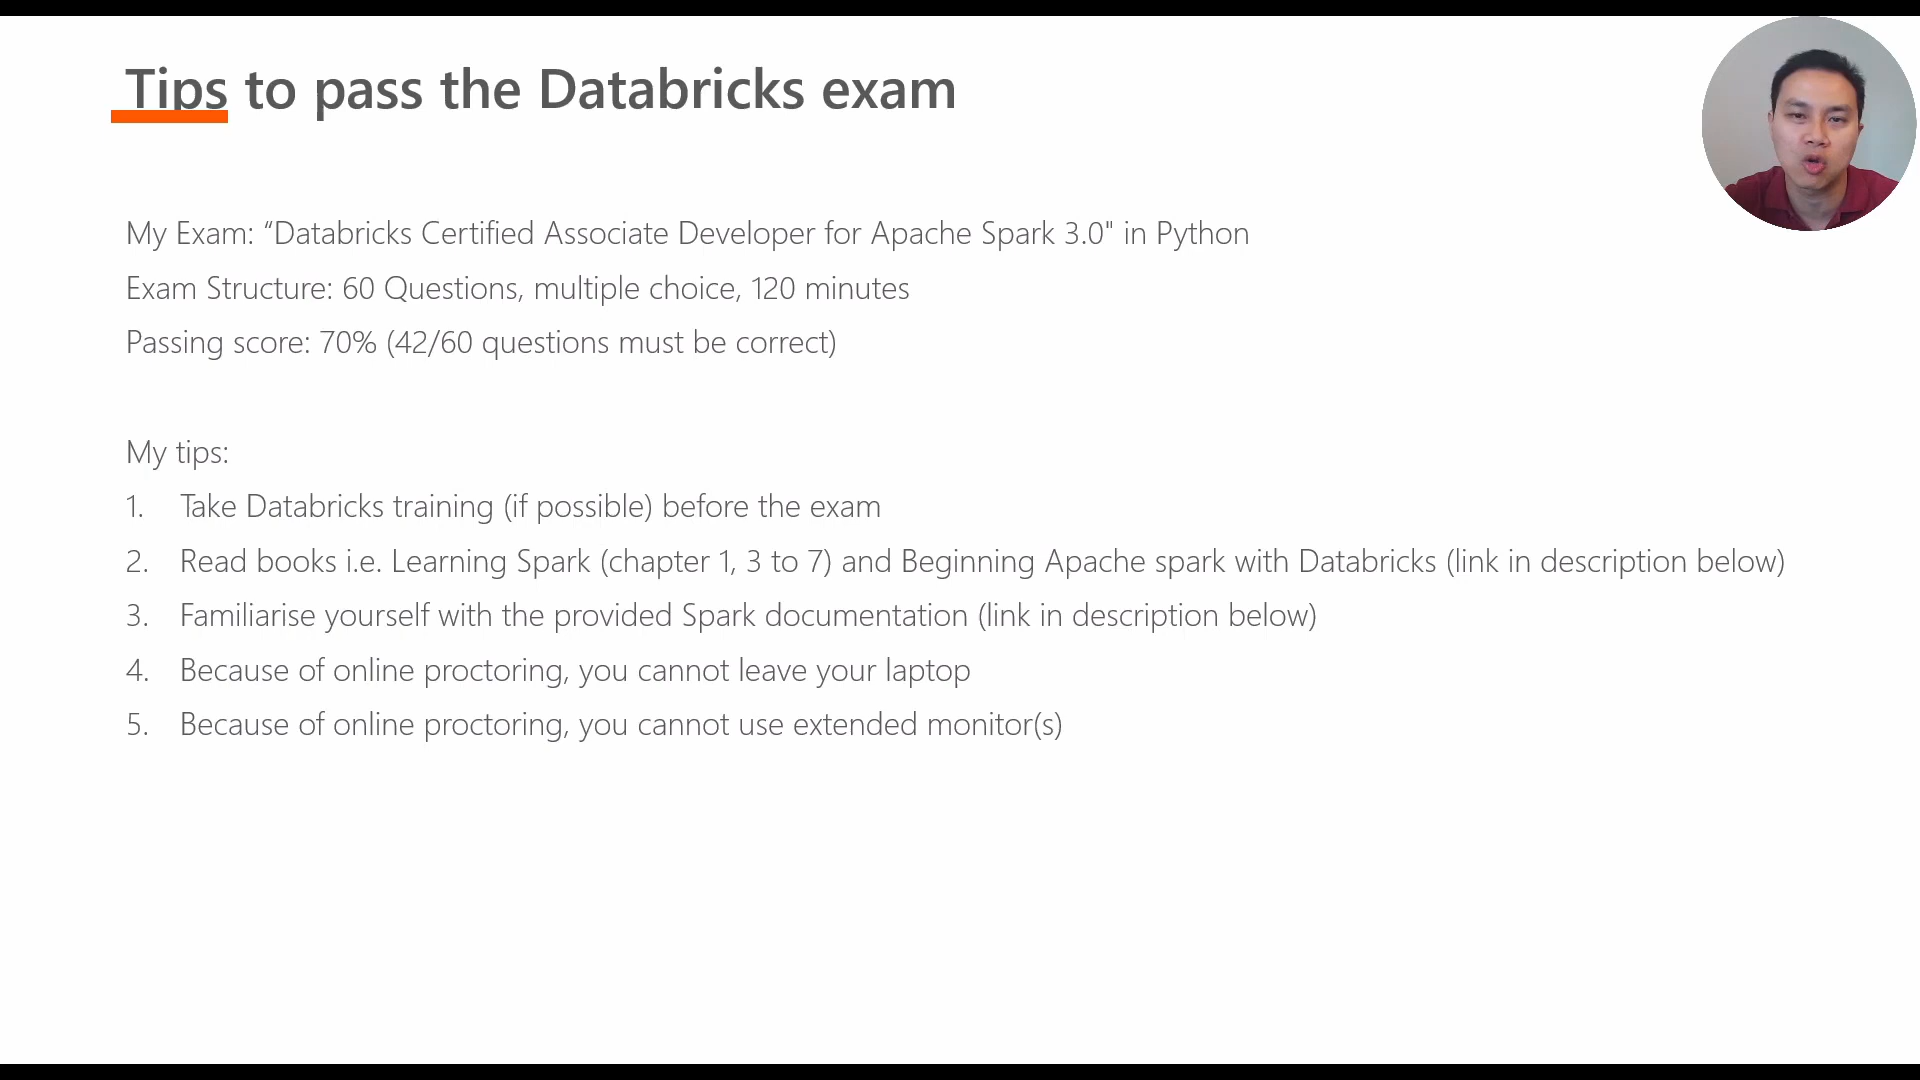 Tips to pass the Databricks exam
My Exam: “Databricks Certified Associate Developer for Apache Spark 3.0" in Python
Exam Structure: 60 Questions, multiple choice, 120 minutes
Passing score: 70% (42/60 questions must be correct)
My tips:
1. Take Databricks training (if possible) before the exam
2. Read books i.e. Learning Spark (chapter 1, 3 to 7) and Beginning Apache spark with Databricks (link in description below)
3. Familiarise yourself with the provided Spark documentation (link in description below)
4. Because of online proctoring, you cannot leave your laptop
5. Because of online proctoring, you cannot use extended monitor(s)